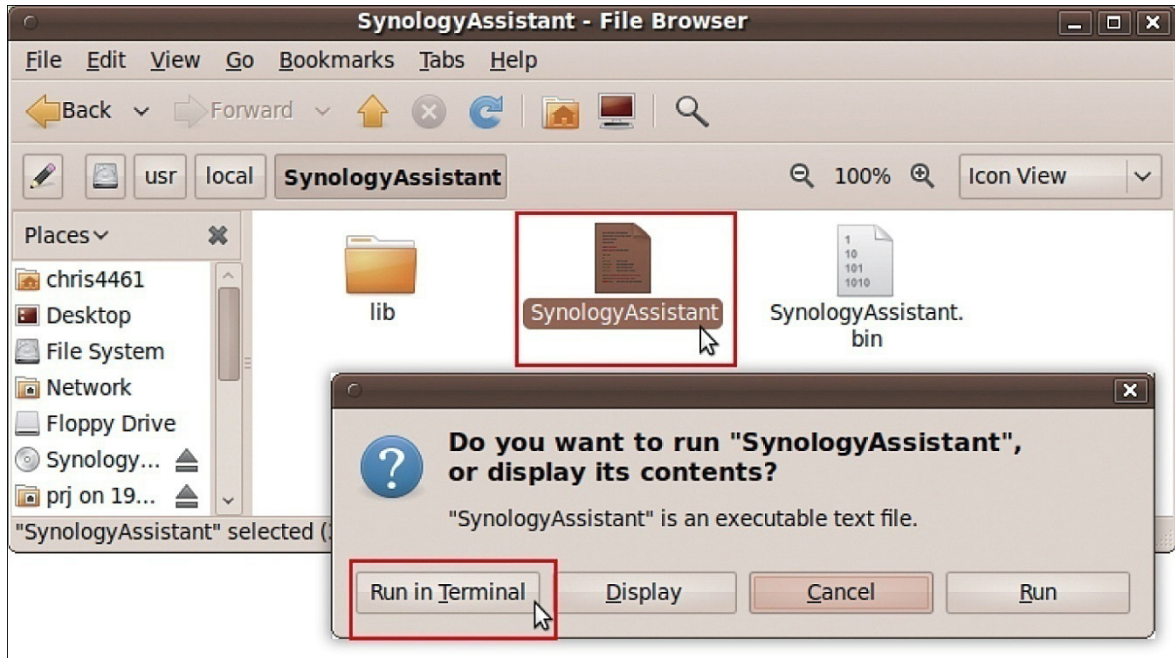 SynologyAssistant - File Browser
File Edit View Go Bookmarks Tabs Help
Back Forward
usr local SynologyAssistant 100% Icon View
Places
chris4461
Desktop
File System
Network
Floppy Drive
Synology...
prj on 19...
lib
SynologyAssistant
1
10
101
1010
SynologyAssistant.
bin
"SynologyAssistant" selected (
Do you want to run "SynologyAssistant",
or display its contents?
"SynologyAssistant" is an executable text file.
Run in Terminal Display Cancel Run